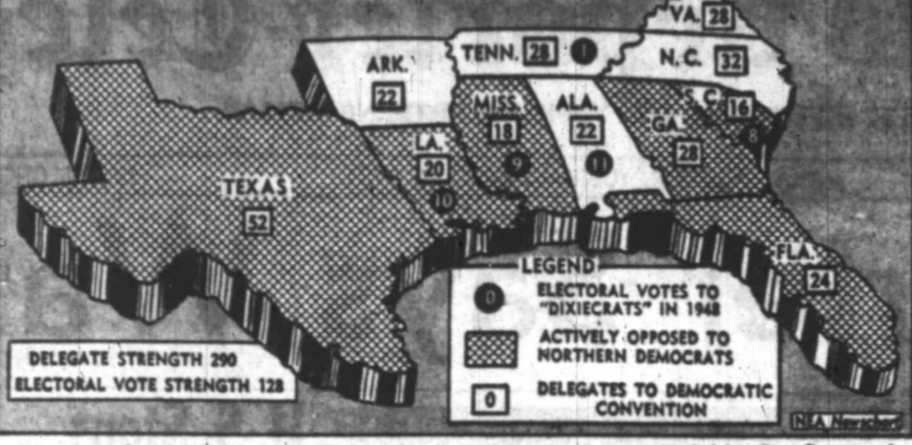 VA. 28
TENN. 28 1
N. C. 32
ARK.
22
S. C. 16
8
MISS.
18
9
ALA.
22
11
GA.
28
LA.
20
10
TEXAS
52
FLA.
24
LEGEND
0 ELECTORAL VOTES TO
"DIXIECRATS" IN 1948
ACTIVELY OPPOSED TO
NORTHERN DEMOCRATS
0 DELEGATES TO DEMOCRATIC
CONVENTION
DELEGATE STRENGTH 290
ELECTORAL VOTE STRENGTH 128
NEA Newschart